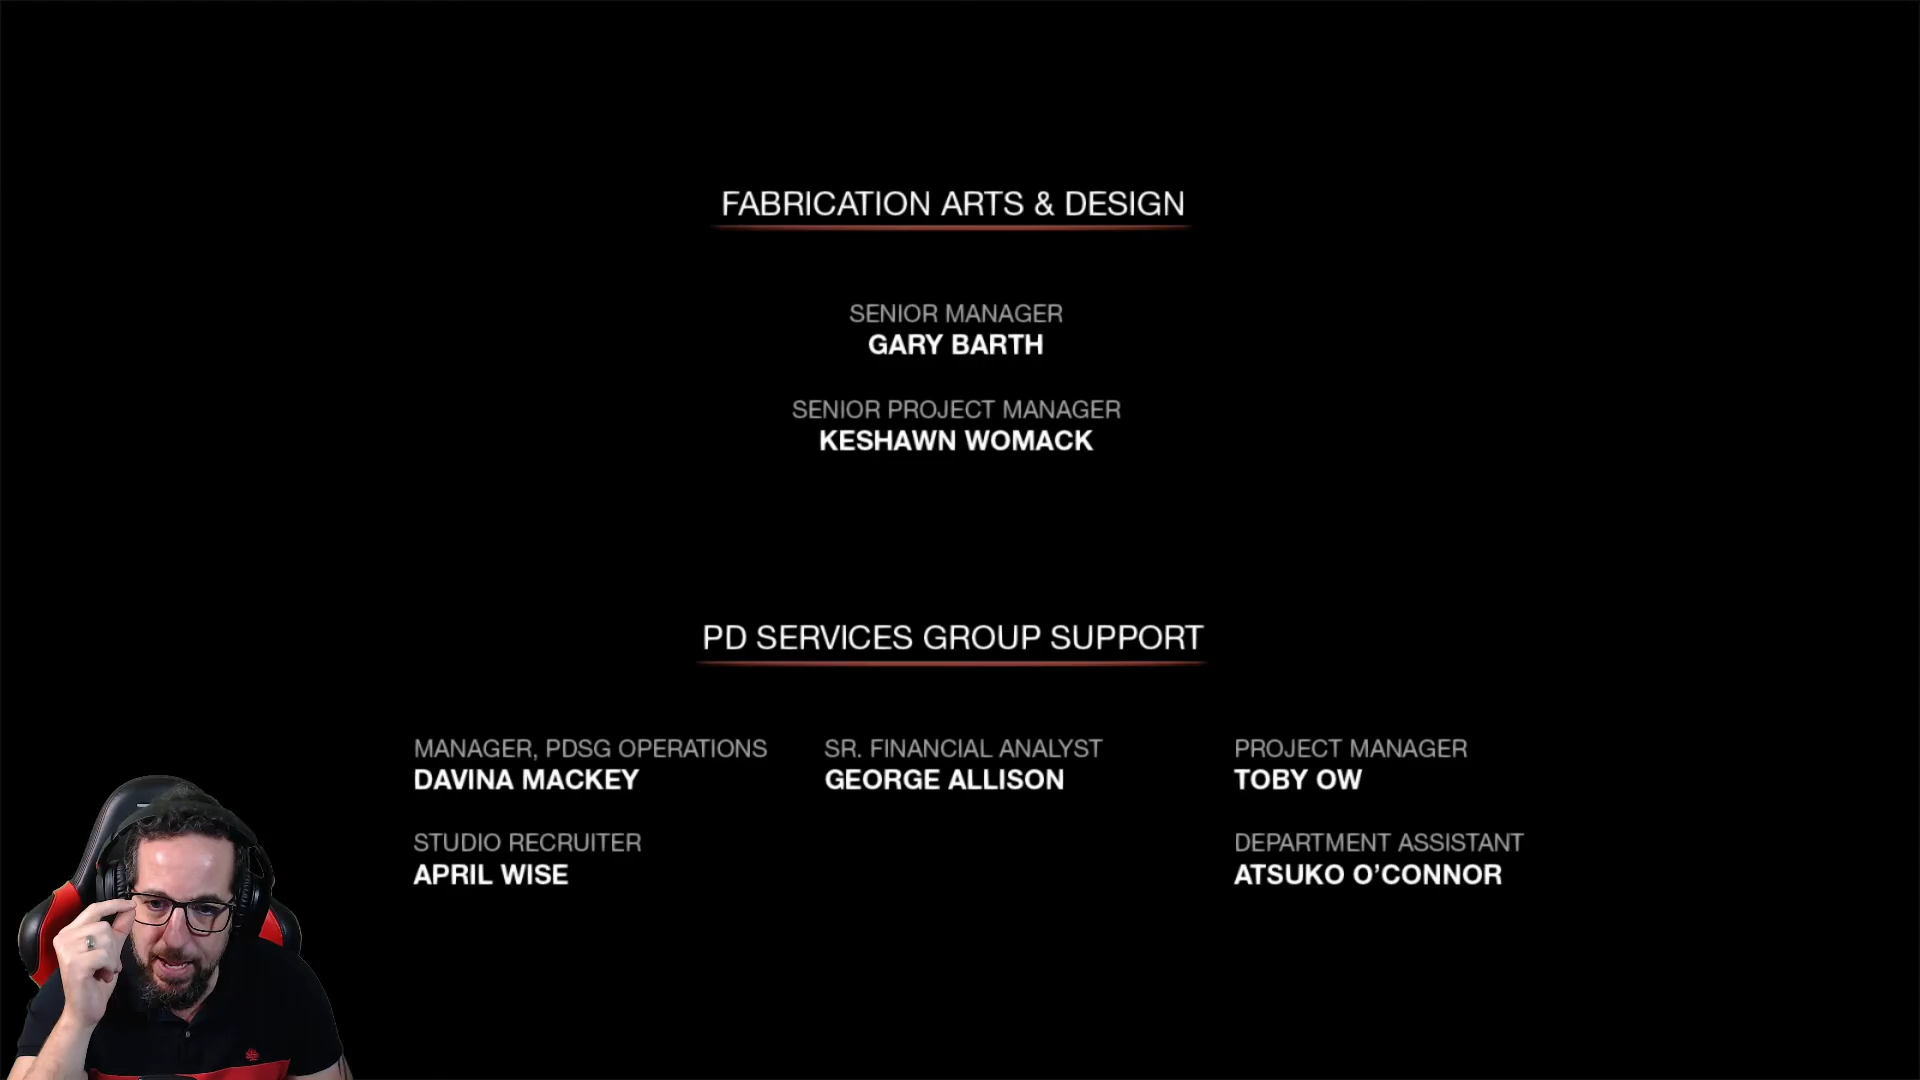 FABRICATION ARTS & DESIGN
SENIOR MANAGER
GARY BARTH
SENIOR PROJECT MANAGER
KESHAWN WOMACK
PD SERVICES GROUP SUPPORT
MANAGER, PDSG OPERATIONS
DAVINA MACKEY
SR. FINANCIAL ANALYST
GEORGE ALLISON
PROJECT MANAGER
TOBY OW
STUDIO RECRUITER
APRIL WISE
DEPARTMENT ASSISTANT
ATSUKO O’CONNOR